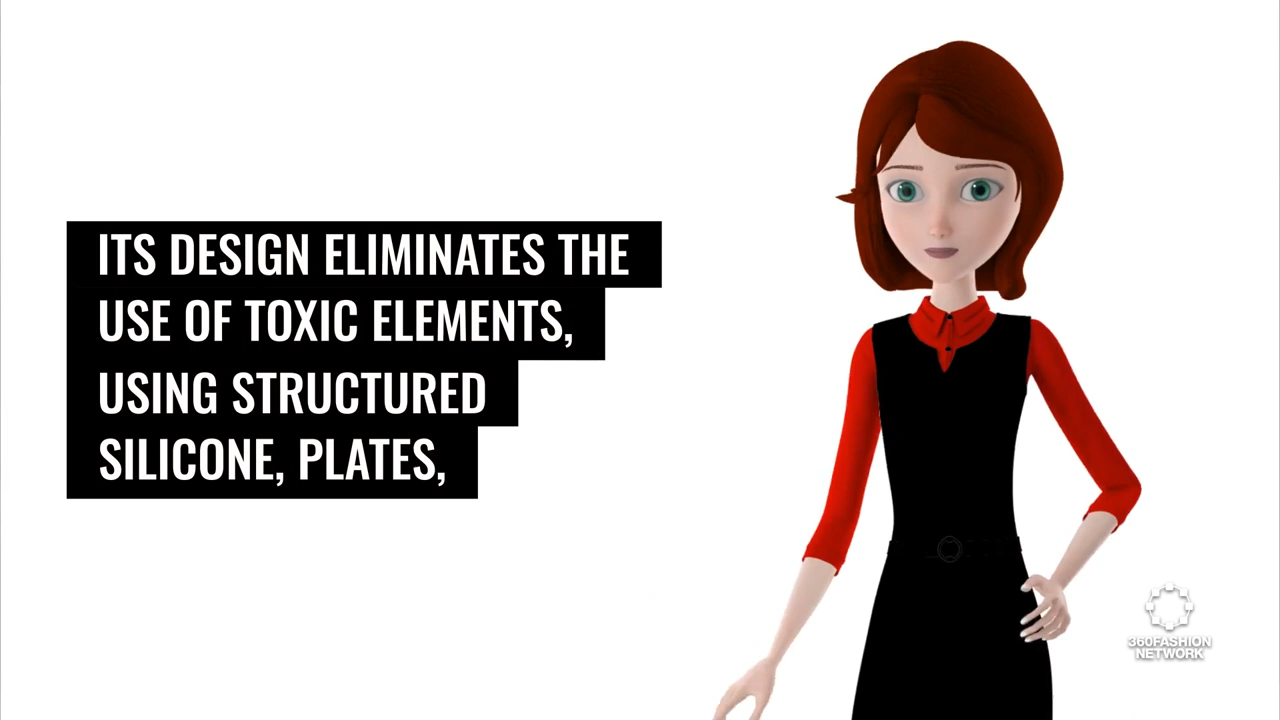 ITS DESIGN ELIMINATES THE
USE OF TOXIC ELEMENTS,
USING STRUCTURED
SILICONE, PLATES,
360FASHION
NETWORK